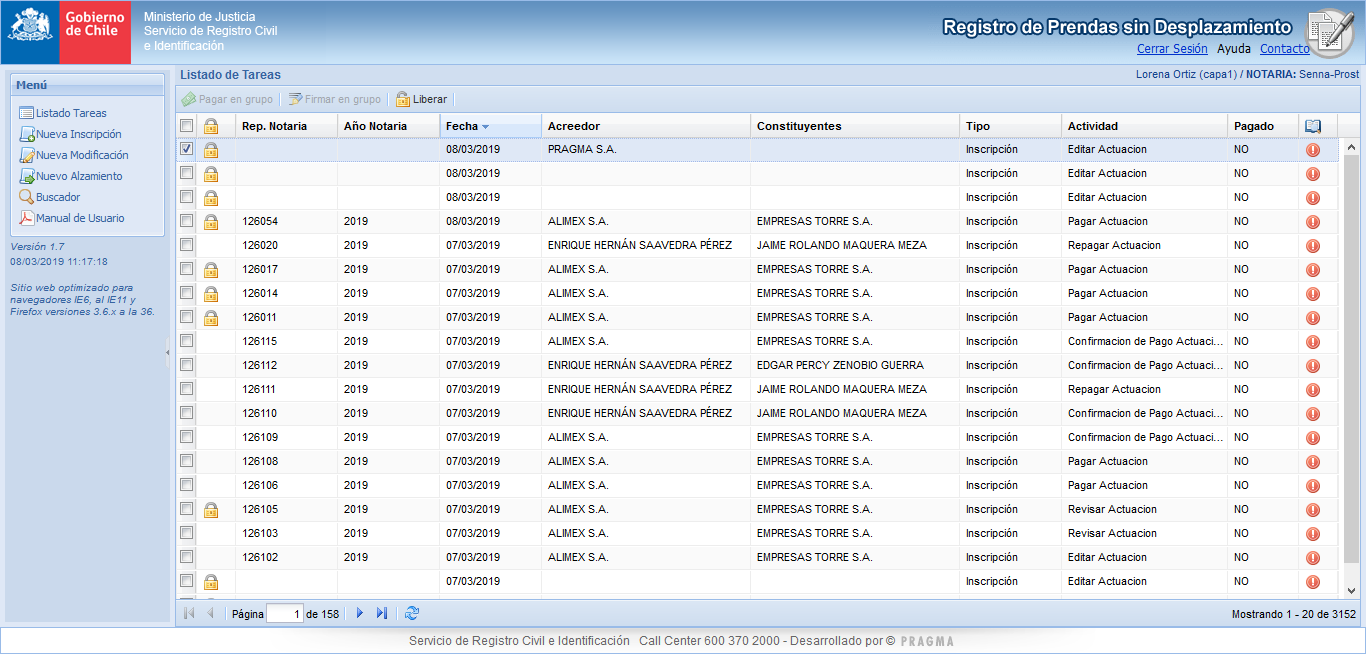 Gobierno
de Chile
Ministerio de Justicia
Servicio de Registro Civil
e Identificación
Registro de Prendas sin Desplazamiento
Cerrar Sesión Ayuda Contacto
Menú
Listado Tareas
Nueva Inscripción
Nueva Modificación
Nuevo Alzamiento
Buscador
Manual de Usuario
Versión 1.7
08/03/2019 11:17:18
Sitio web optimizado para
navegadores IE6, al IE11 y
Firefox versiones 3.6.x a la 36.
Listado de Tareas
Lorena Ortiz (capa1) / NOTARIA: Senna-Prost
Pagar en grupo Firmar en grupo Liberar
Rep. Notaria Año Notaria Fecha Acreedor Constituyentes Tipo Actividad Pagado
08/03/2019 PRAGMA S.A. Inscripción Editar Actuacion NO
08/03/2019 Inscripción Editar Actuacion NO
08/03/2019 Inscripción Editar Actuacion NO
126054 2019 08/03/2019 ALIMEX S.A. EMPRESAS TORRE S.A. Inscripción Pagar Actuacion NO
126020 2019 07/03/2019 ENRIQUE HERNÁN SAAVEDRA PÉREZ JAIME ROLANDO MAQUERA MEZA Inscripción Repagar Actuacion NO
126017 2019 07/03/2019 ALIMEX S.A. EMPRESAS TORRE S.A. Inscripción Pagar Actuacion NO
126014 2019 07/03/2019 ALIMEX S.A. EMPRESAS TORRE S.A. Inscripción Pagar Actuacion NO
126011 2019 07/03/2019 ALIMEX S.A. EMPRESAS TORRE S.A. Inscripción Pagar Actuacion NO
126115 2019 07/03/2019 ALIMEX S.A. EMPRESAS TORRE S.A. Inscripción Confirmacion de Pago Actuaci... NO
126112 2019 07/03/2019 ENRIQUE HERNÁN SAAVEDRA PÉREZ EDGAR PERCY ZENOBIO GUERRA Inscripción Confirmacion de Pago Actuaci... NO
126111 2019 07/03/2019 ENRIQUE HERNÁN SAAVEDRA PÉREZ JAIME ROLANDO MAQUERA MEZA Inscripción Repagar Actuacion NO
126110 2019 07/03/2019 ENRIQUE HERNÁN SAAVEDRA PÉREZ JAIME ROLANDO MAQUERA MEZA Inscripción Confirmacion de Pago Actuaci... NO
126109 2019 07/03/2019 ALIMEX S.A. EMPRESAS TORRE S.A. Inscripción Confirmacion de Pago Actuaci... NO
126108 2019 07/03/2019 ALIMEX S.A. EMPRESAS TORRE S.A. Inscripción Pagar Actuacion NO
126106 2019 07/03/2019 ALIMEX S.A. EMPRESAS TORRE S.A. Inscripción Pagar Actuacion NO
126105 2019 07/03/2019 ALIMEX S.A. EMPRESAS TORRE S.A. Inscripción Revisar Actuacion NO
126103 2019 07/03/2019 ALIMEX S.A. EMPRESAS TORRE S.A. Inscripción Revisar Actuacion NO
126102 2019 07/03/2019 ALIMEX S.A. EMPRESAS TORRE S.A. Inscripción Editar Actuacion NO
07/03/2019 Inscripción Editar Actuacion NO
Página 1 de 158 Mostrando 1 - 20 de 3152
Servicio de Registro Civil e Identificación Call Center 600 370 2000 - Desarrollado por © PRAGMA